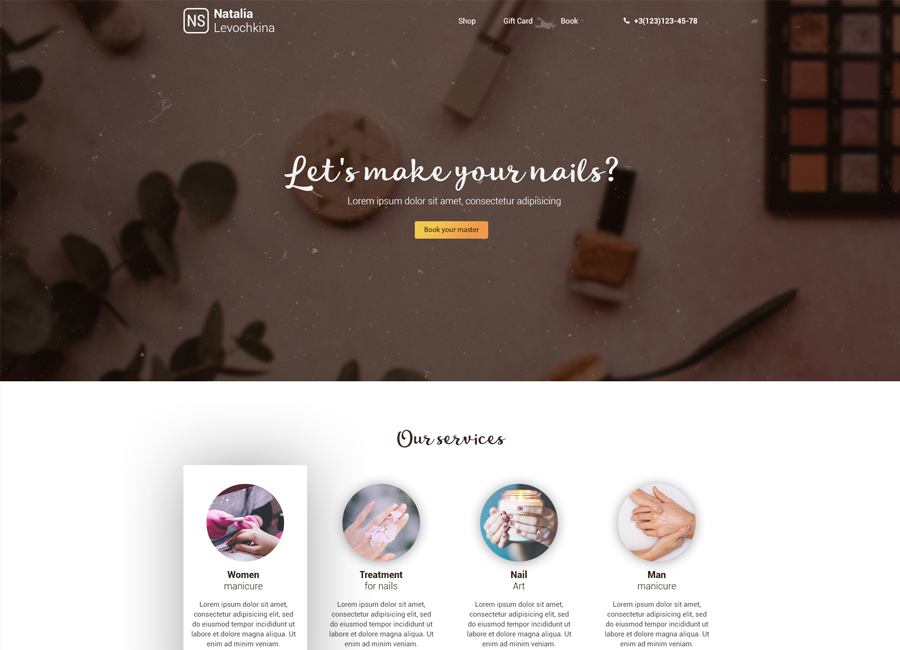 NS
Natalia
Levochkina
Shop
Gift Card
Book
+3(123)123-45-78
Let's make your nails?
Lorem ipsum dolor sit amet, consectetur adipisicing
Book your master
Our services
Women
manicure
Lorem ipsum dolor sit amet,
consectetur adipisicing elit, sed
do eiusmod tempor incididunt ut
labore et dolore magna aliqua. Ut
enim ad minim veniam.
Treatment
for nails
Lorem ipsum dolor sit amet,
consectetur adipisicing elit, sed
do eiusmod tempor incididunt ut
labore et dolore magna aliqua. Ut
enim ad minim veniam.
Nail
Art
Lorem ipsum dolor sit amet,
consectetur adipisicing elit, sed
do eiusmod tempor incididunt ut
labore et dolore magna aliqua. Ut
enim ad minim veniam.
Man
manicure
Lorem ipsum dolor sit amet,
consectetur adipisicing elit, sed
do eiusmod tempor incididunt ut
labore et dolore magna aliqua. Ut
enim ad minim veniam.